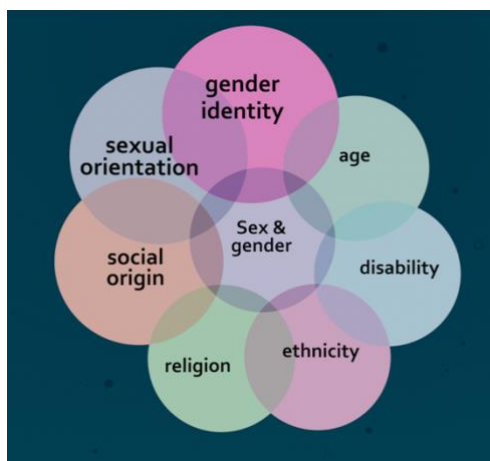 gender
identity
sexual
orientation
age
Sex &
gender
social
origin
disability
religion
ethnicity